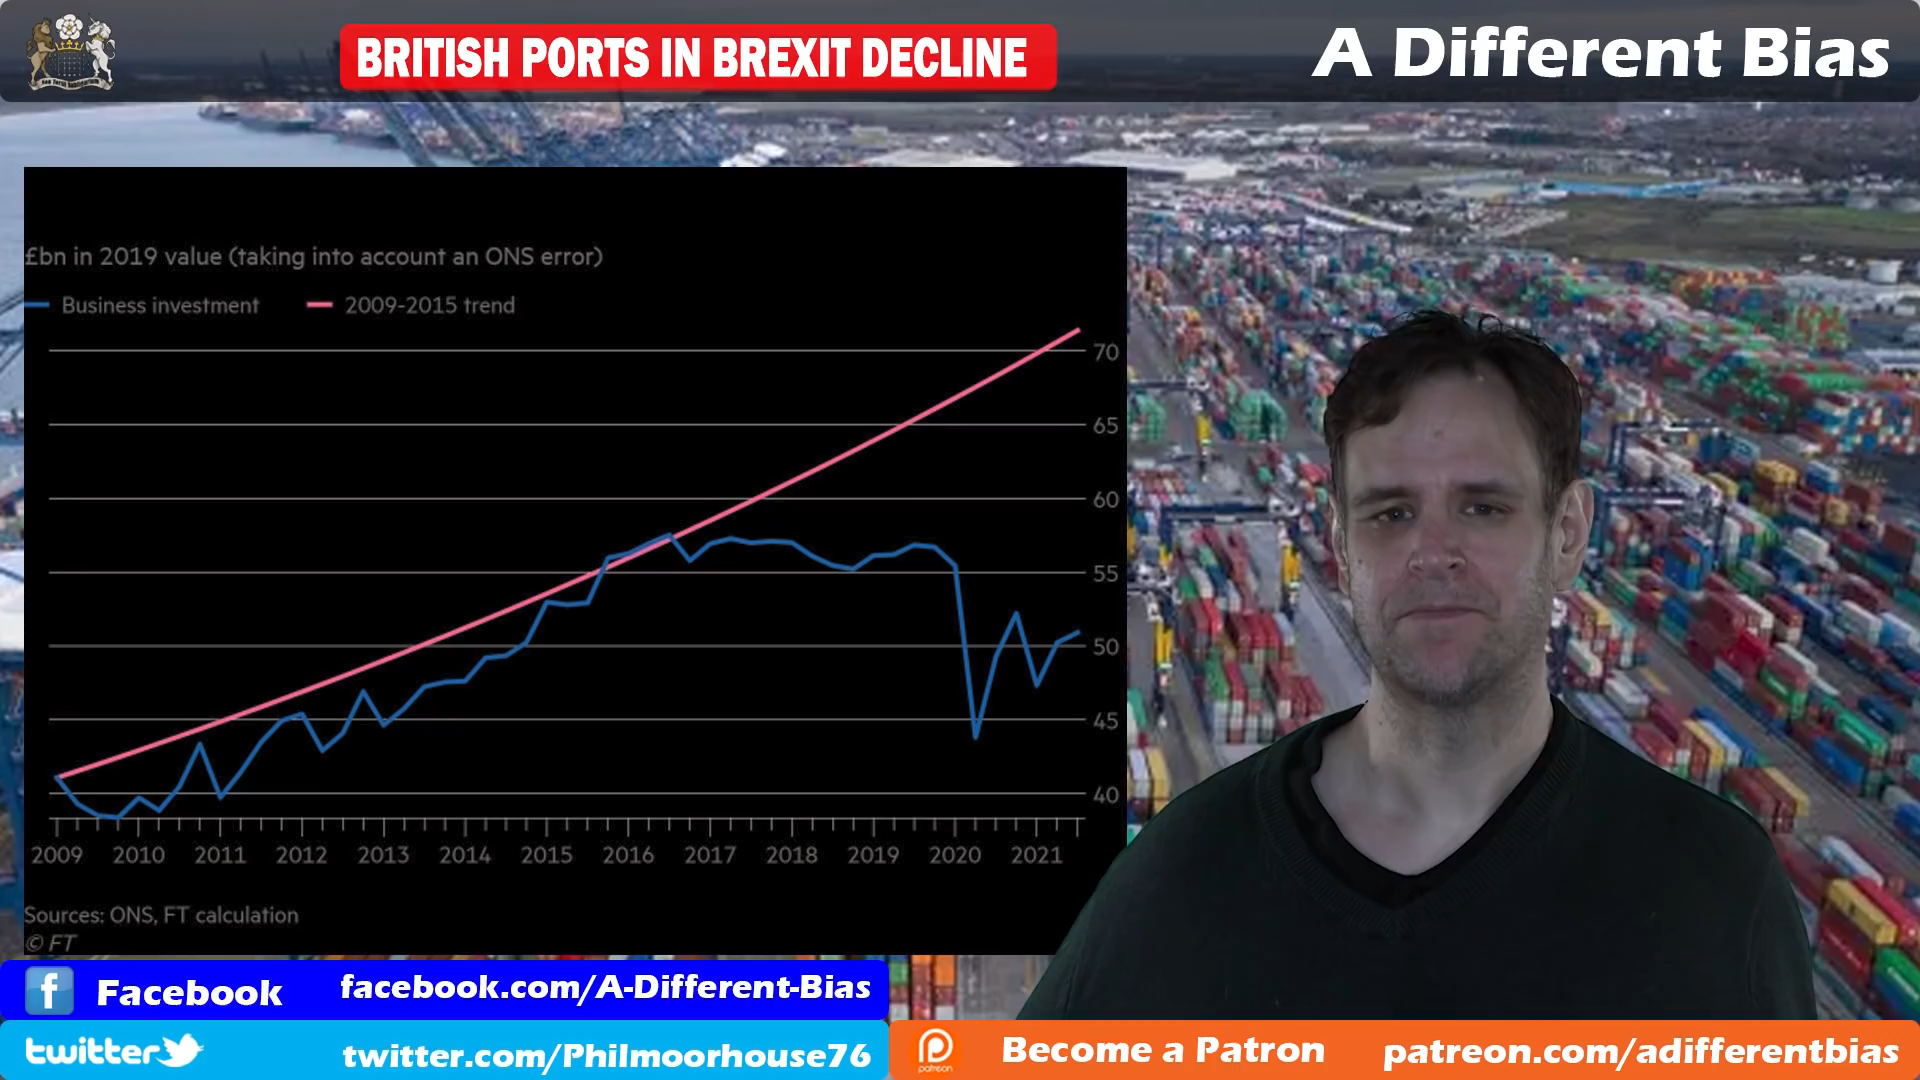 BRITISH PORTS IN BREXIT DECLINE
A Different Bias
£bn in 2019 value (taking into account an ONS error)
Business investment
2009-2015 trend
70
65
60
55
50
45
40
2009 2010 2011 2012 2013 2014 2015 2016 2017 2018 2019 2020 2021
Sources: ONS, FT calculation
© FT
Facebook
facebook.com/A-Different-Bias
twitter
twitter.com/Philmoorhouse76
patreon
Become a Patron
patreon.com/adifferentbias